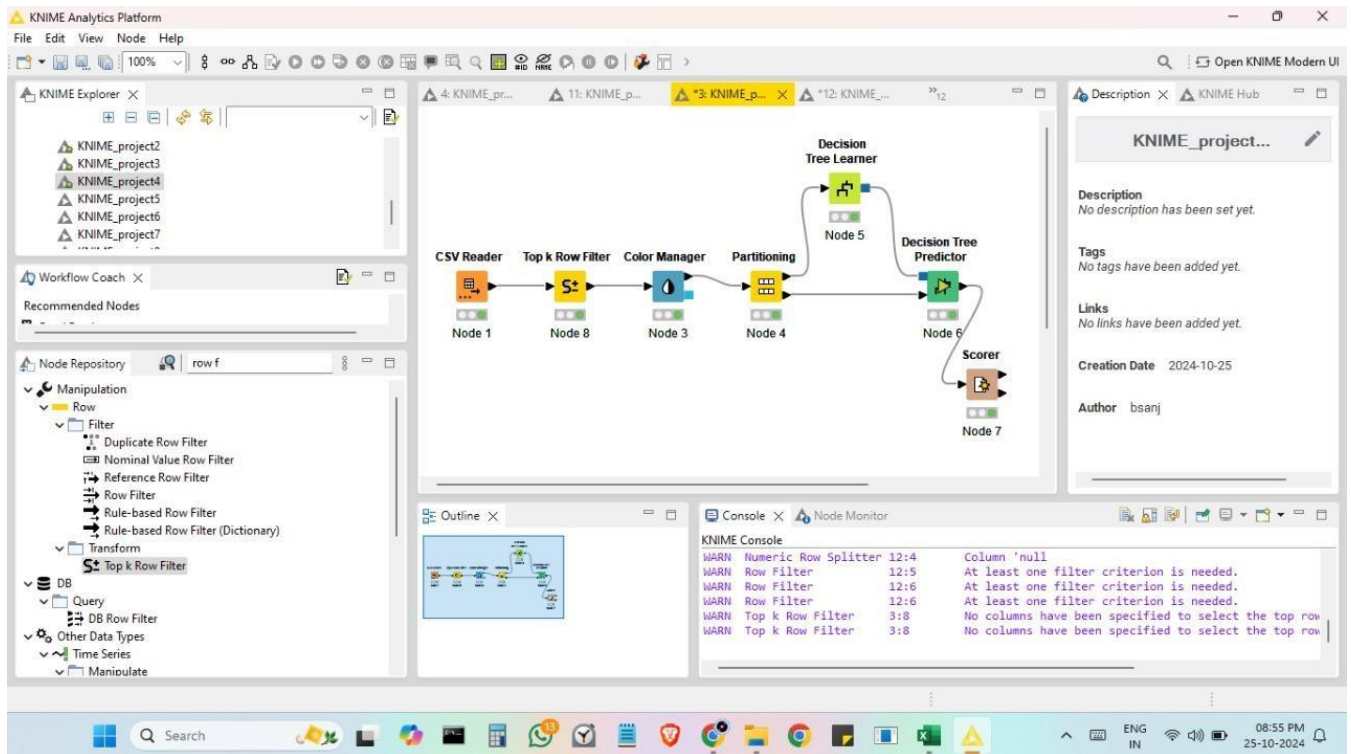 KNIME Analytics Platform
File Edit View Node Help
100%
Open KNIME Modern UI
KNIME Explorer
KNIME_project2
KNIME_project3
KNIME_project4
KNIME_project5
KNIME_project6
KNIME_project7
Workflow Coach
Recommended Nodes
Node Repository
row f
Manipulation
Row
Filter
Duplicate Row Filter
Nominal Value Row Filter
Reference Row Filter
Row Filter
Rule-based Row Filter
Rule-based Row Filter (Dictionary)
Transform
Top k Row Filter
DB
Query
DB Row Filter
Other Data Types
Time Series
Manipulate
4: KNIME_pr...
11: KNIME_p...
*3: KNIME_p...
*12: KNIME_...
»12
Decision
Tree Learner
Node 5
CSV Reader
Node 1
Top k Row Filter
Node 8
Color Manager
Node 3
Partitioning
Node 4
Decision Tree
Predictor
Node 6
Scorer
Node 7
Outline
Console
Node Monitor
KNIME Console
WARN Numeric Row Splitter 12:4 Column 'null
WARN Row Filter 12:5 At least one filter criterion is needed.
WARN Row Filter 12:6 At least one filter criterion is needed.
WARN Row Filter 12:6 At least one filter criterion is needed.
WARN Top k Row Filter 3:8 No columns have been specified to select the top row
WARN Top k Row Filter 3:8 No columns have been specified to select the top row
Description
KNIME Hub
KNIME_project...
Description
No description has been set yet.
Tags
No tags have been added yet.
Links
No links have been added yet.
Creation Date 2024-10-25
Author bsanj
Search
13
ENG
IN
08:55 PM
25-10-2024